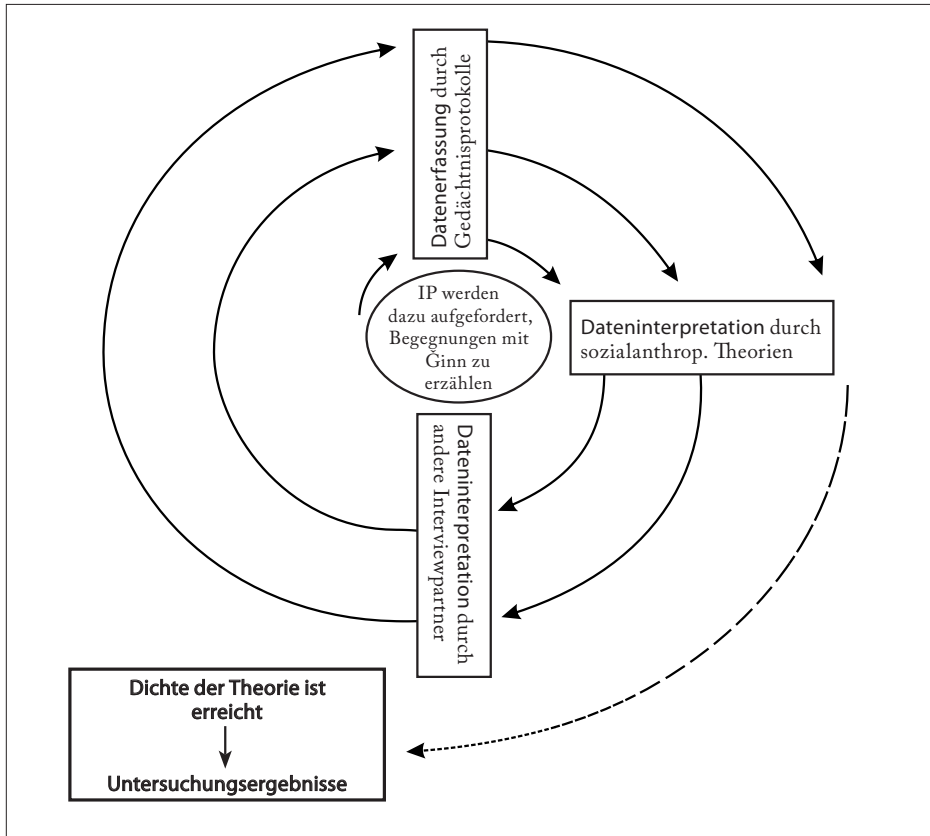 Datenerfassung durch
Gedächtnisprotokolle
IP werden
dazu aufgefordert,
Begegnungen mit
Ǧinn zu
erzählen
Dateninterpretation durch
sozialanthrop. Theorien
Dateninterpretation durch
andere Interviewpartner
Dichte der Theorie ist
erreicht
Untersuchungsergebnisse